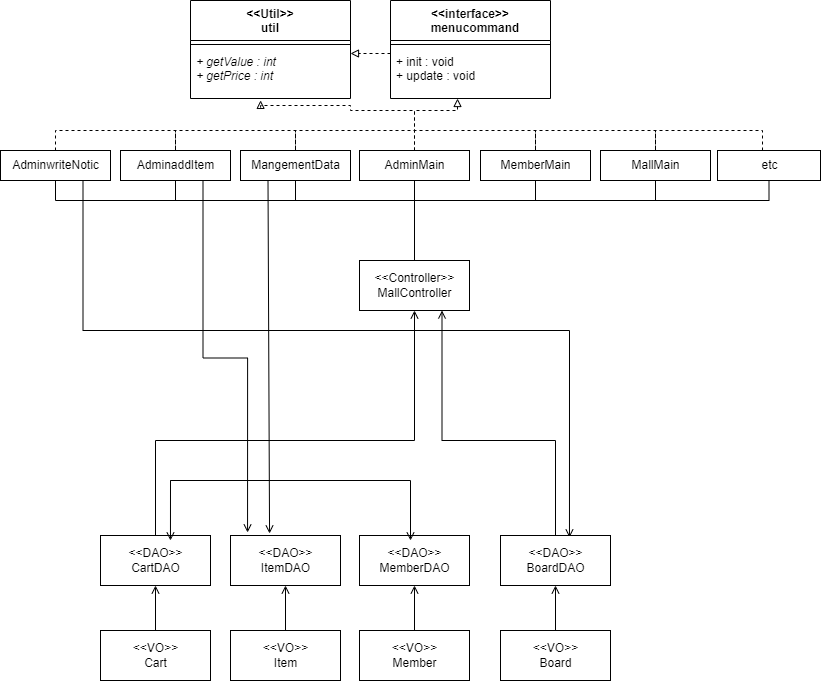 <<Util>>
util
+ getValue : int
+ getPrice : int
<<interface>>
menucommand
+ init : void
+ update : void
AdminwriteNotic
AdminaddItem
MangementData
AdminMain
MemberMain
MallMain
etc
<<Controller>>
MallController
<<DAO>>
CartDAO
<<DAO>>
ItemDAO
<<DAO>>
MemberDAO
<<DAO>>
BoardDAO
<<VO>>
Cart
<<VO>>
Item
<<VO>>
Member
<<VO>>
Board